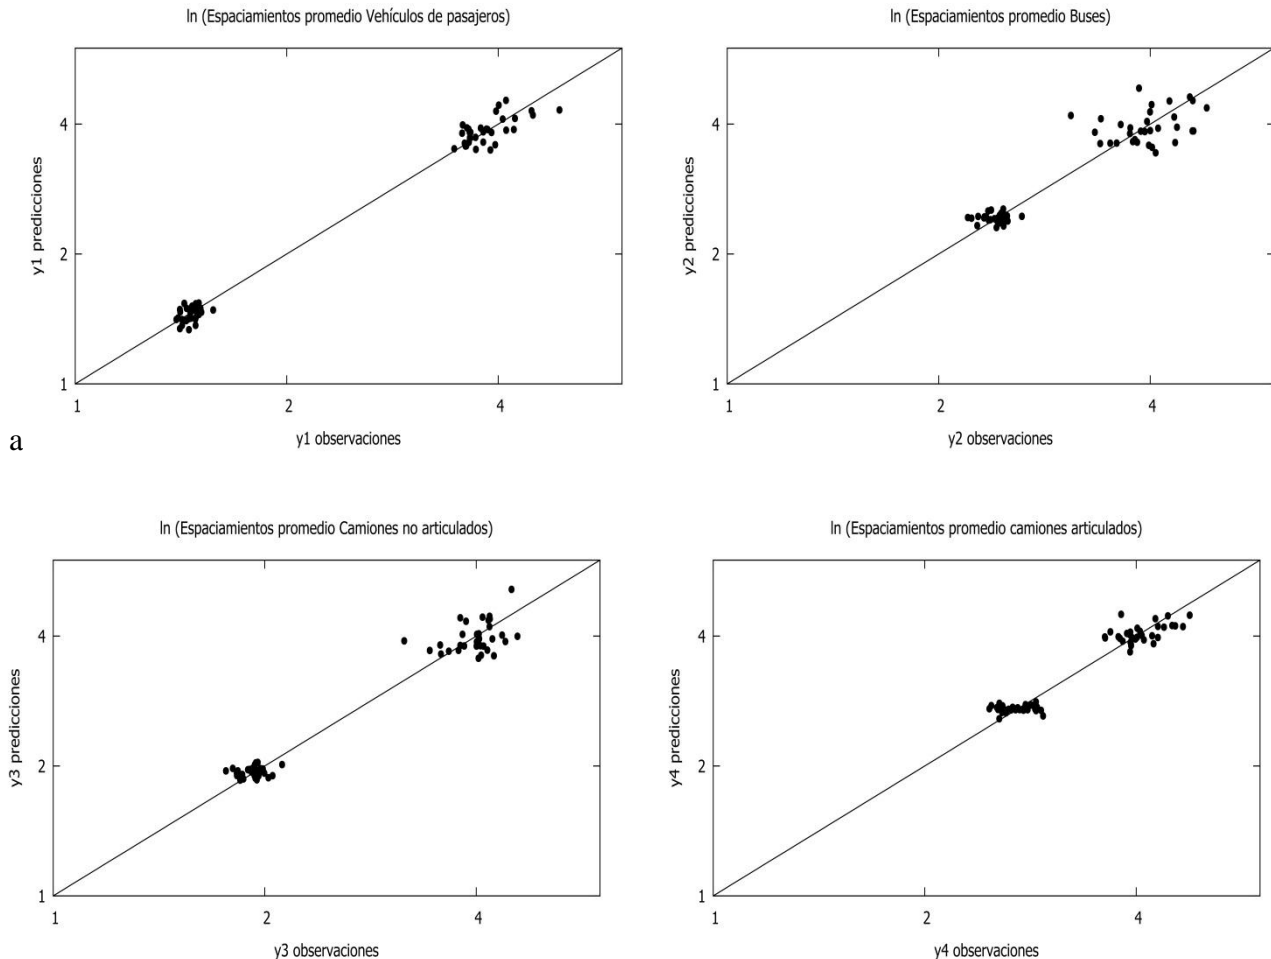 ln (Espaciamientos promedio Vehículos de pasajeros)
4
2
1
y1 predicciones
1 2 4
y1 observaciones
ln (Espaciamientos promedio Buses)
4
2
1
y2 predicciones
1 2 4
y2 observaciones
a
ln (Espaciamientos promedio Camiones no articulados)
4
2
1
y3 predicciones
1 2 4
y3 observaciones
ln (Espaciamientos promedio camiones articulados)
4
2
1
y4 predicciones
1 2 4
y4 observaciones